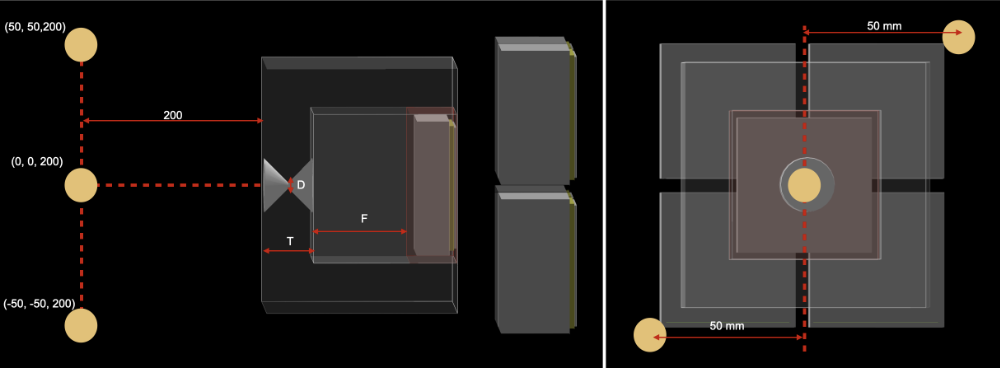 (50, 50,200)
50 mm
200
(0, 0, 200)
D
F
T
(-50, -50, 200)
50 mm